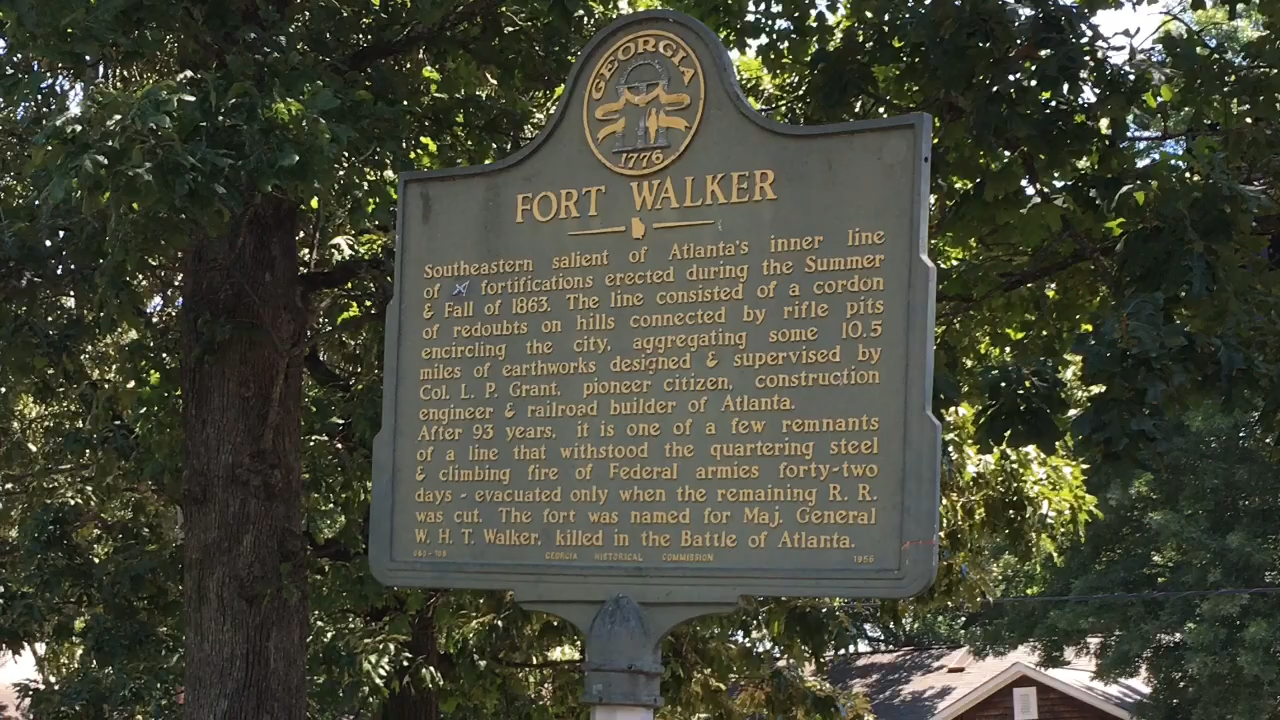 GEORGIA
1776
FORT WALKER
Southeastern salient of Atlanta's inner line
of fortifications erected during the Summer
& Fall of 1863. The line consisted of a cordon
of redoubts on hills connected by rifle pits
encircling the city, aggregating some 10.5
miles of earthworks designed & supervised by
Col. L. P. Grant, pioneer citizen, construction
engineer & railroad builder of Atlanta.
After 93 years, it is one of a few remnants
of a line that withstood the quartering steel
& climbing fire of Federal armies forty-two
days - evacuated only when the remaining R. R.
was cut. The fort was named for Maj. General
W. H. T. Walker, killed in the Battle of Atlanta.
GEORGIA HISTORICAL COMMISSION 1956